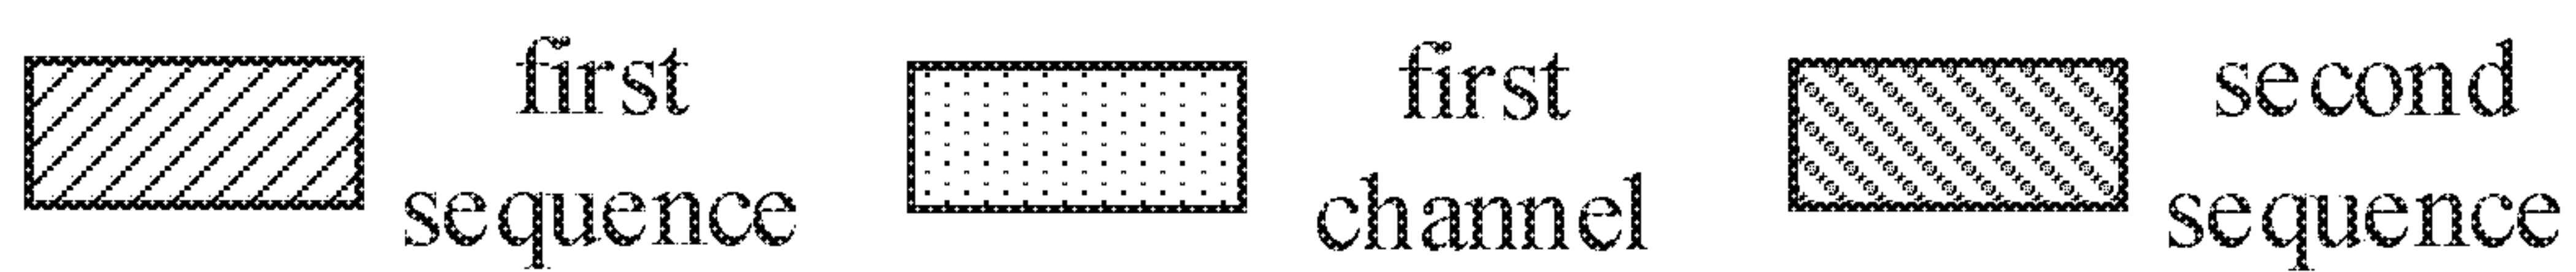 first
sequence
first
channel
second
sequence